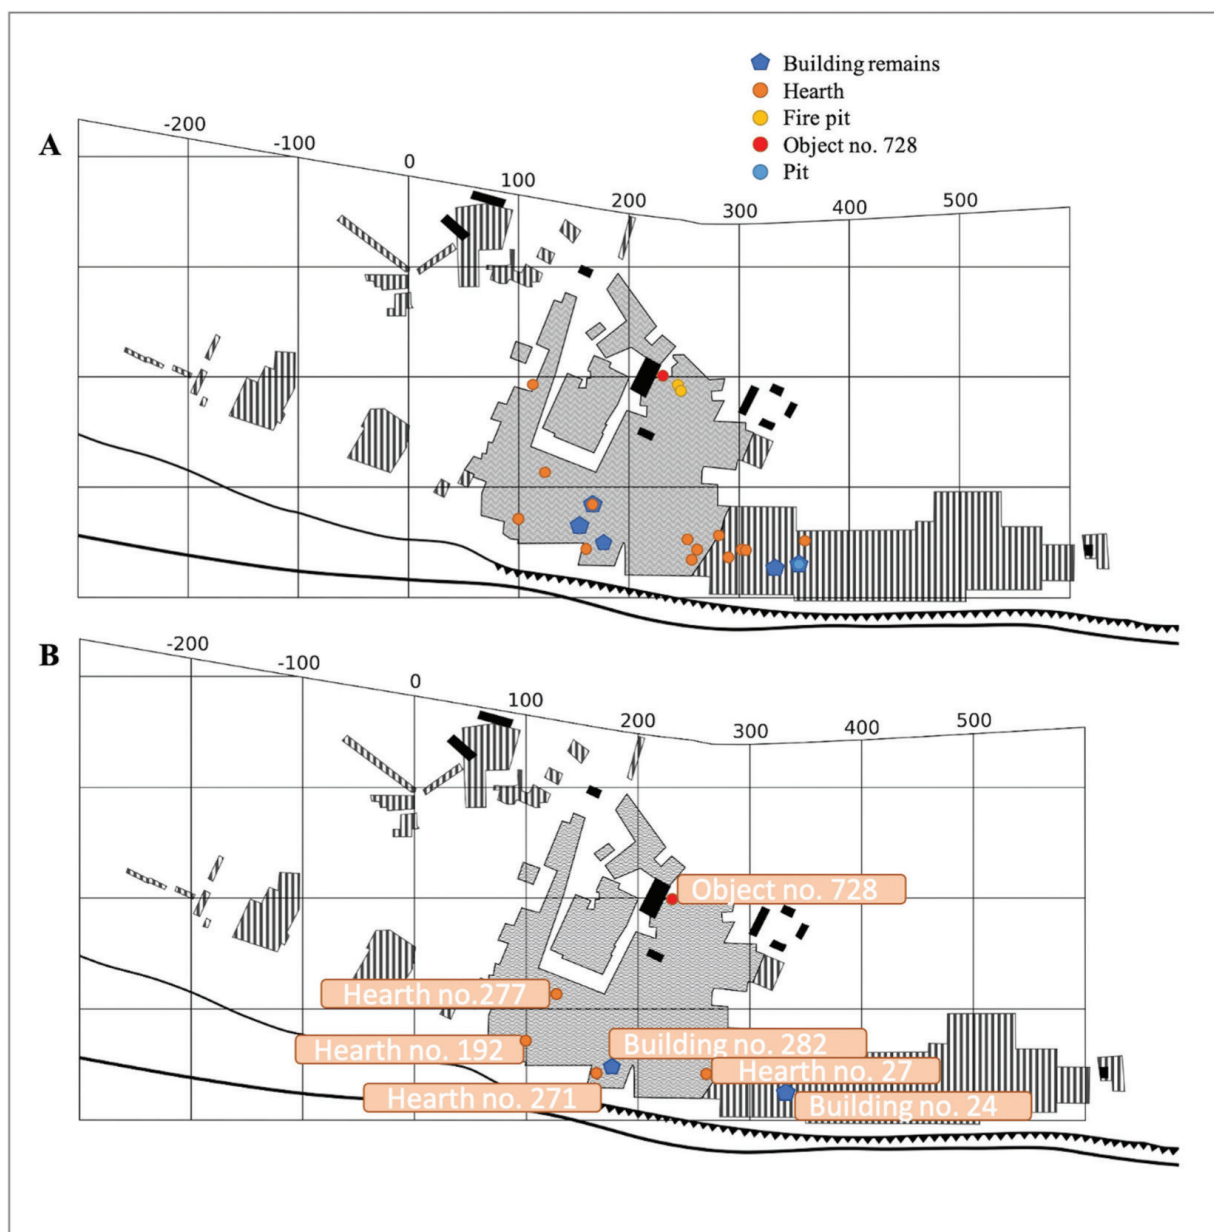 Building remains
Hearth
Fire pit
Object no. 728
Pit
A
-200
-100
0
100
200
300
400
500
B
-200
-100
0
100
200
300
400
500
Object no. 728
Hearth no.277
Hearth no. 192
Building no. 282
Hearth no. 27
Hearth no. 271
Building no. 24